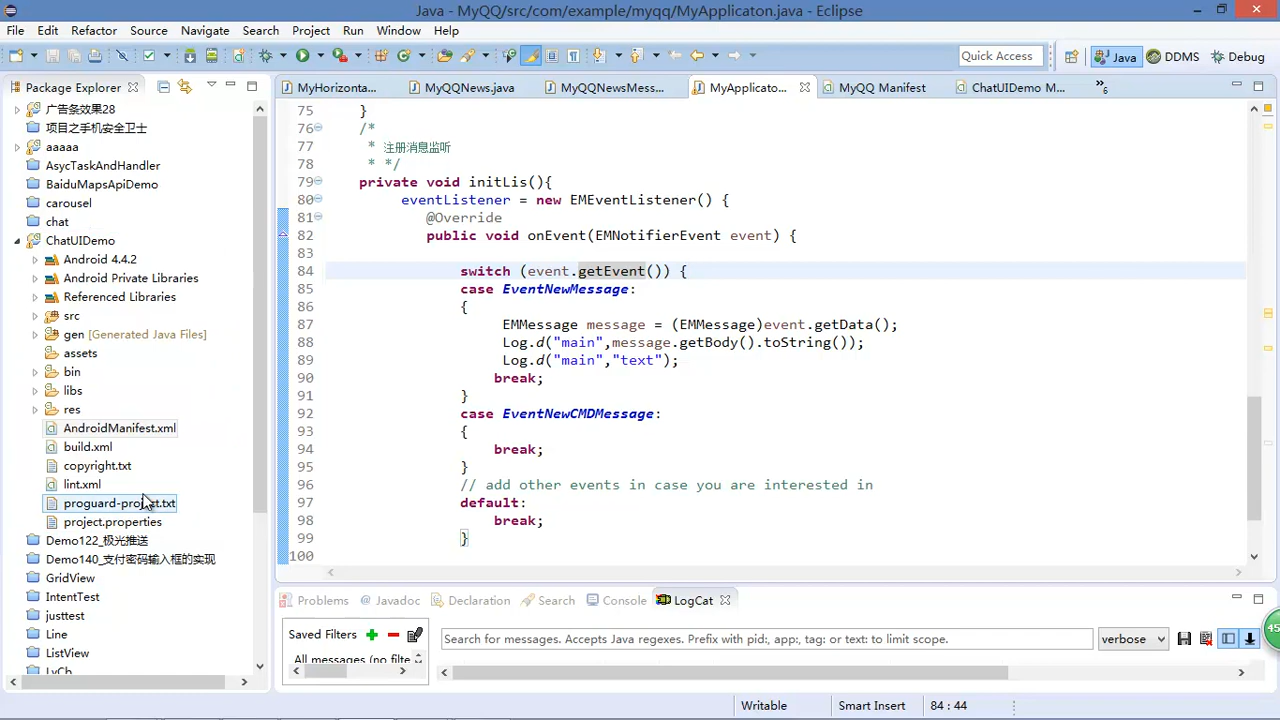 Java - MyQQ/src/com/example/myqq/MyApplicaton.java - Eclipse
File Edit Refactor Source Navigate Search Project Run Window Help
Quick Access
Java
DDMS
Debug
Package Explorer
MyHorizonta...
MyQQNews.java
MyQQNewsMess...
MyApplicato...
MyQQ Manifest
ChatUIDemo M...
»6
广告条效果28
项目之手机安全卫士
aaaaa
AsycTaskAndHandler
BaiduMapsApiDemo
carousel
chat
ChatUIDemo
Android 4.4.2
Android Private Libraries
Referenced Libraries
src
gen [Generated Java Files]
assets
bin
libs
res
AndroidManifest.xml
build.xml
copyright.txt
lint.xml
proguard-project.txt
project.properties
Demo122_极光推送
Demo140_支付密码输入框的实现
GridView
IntentTest
justtest
Line
ListView
75 }
76 /*
77 * 注册消息监听
78 * */
79 private void initLis(){
80 eventListener = new EMEventListener() {
81 @Override
82 public void onEvent(EMNotifierEvent event) {
83
84 switch (event.getEvent()) {
85 case EventNewMessage:
86 {
87 EMMessage message = (EMMessage)event.getData();
88 Log.d("main",message.getBody().toString());
89 Log.d("main","text");
90 break;
91 }
92 case EventNewCMDMessage:
93 {
94 break;
95 }
96 // add other events in case you are interested in
97 default:
98 break;
99 }
100
Problems
Javadoc
Declaration
Search
Console
LogCat
Saved Filters
All messages (no filte
Search for messages. Accepts Java regexes. Prefix with pid:, app:, tag: or text: to limit scope.
verbose
45
Writable
Smart Insert
84 : 44